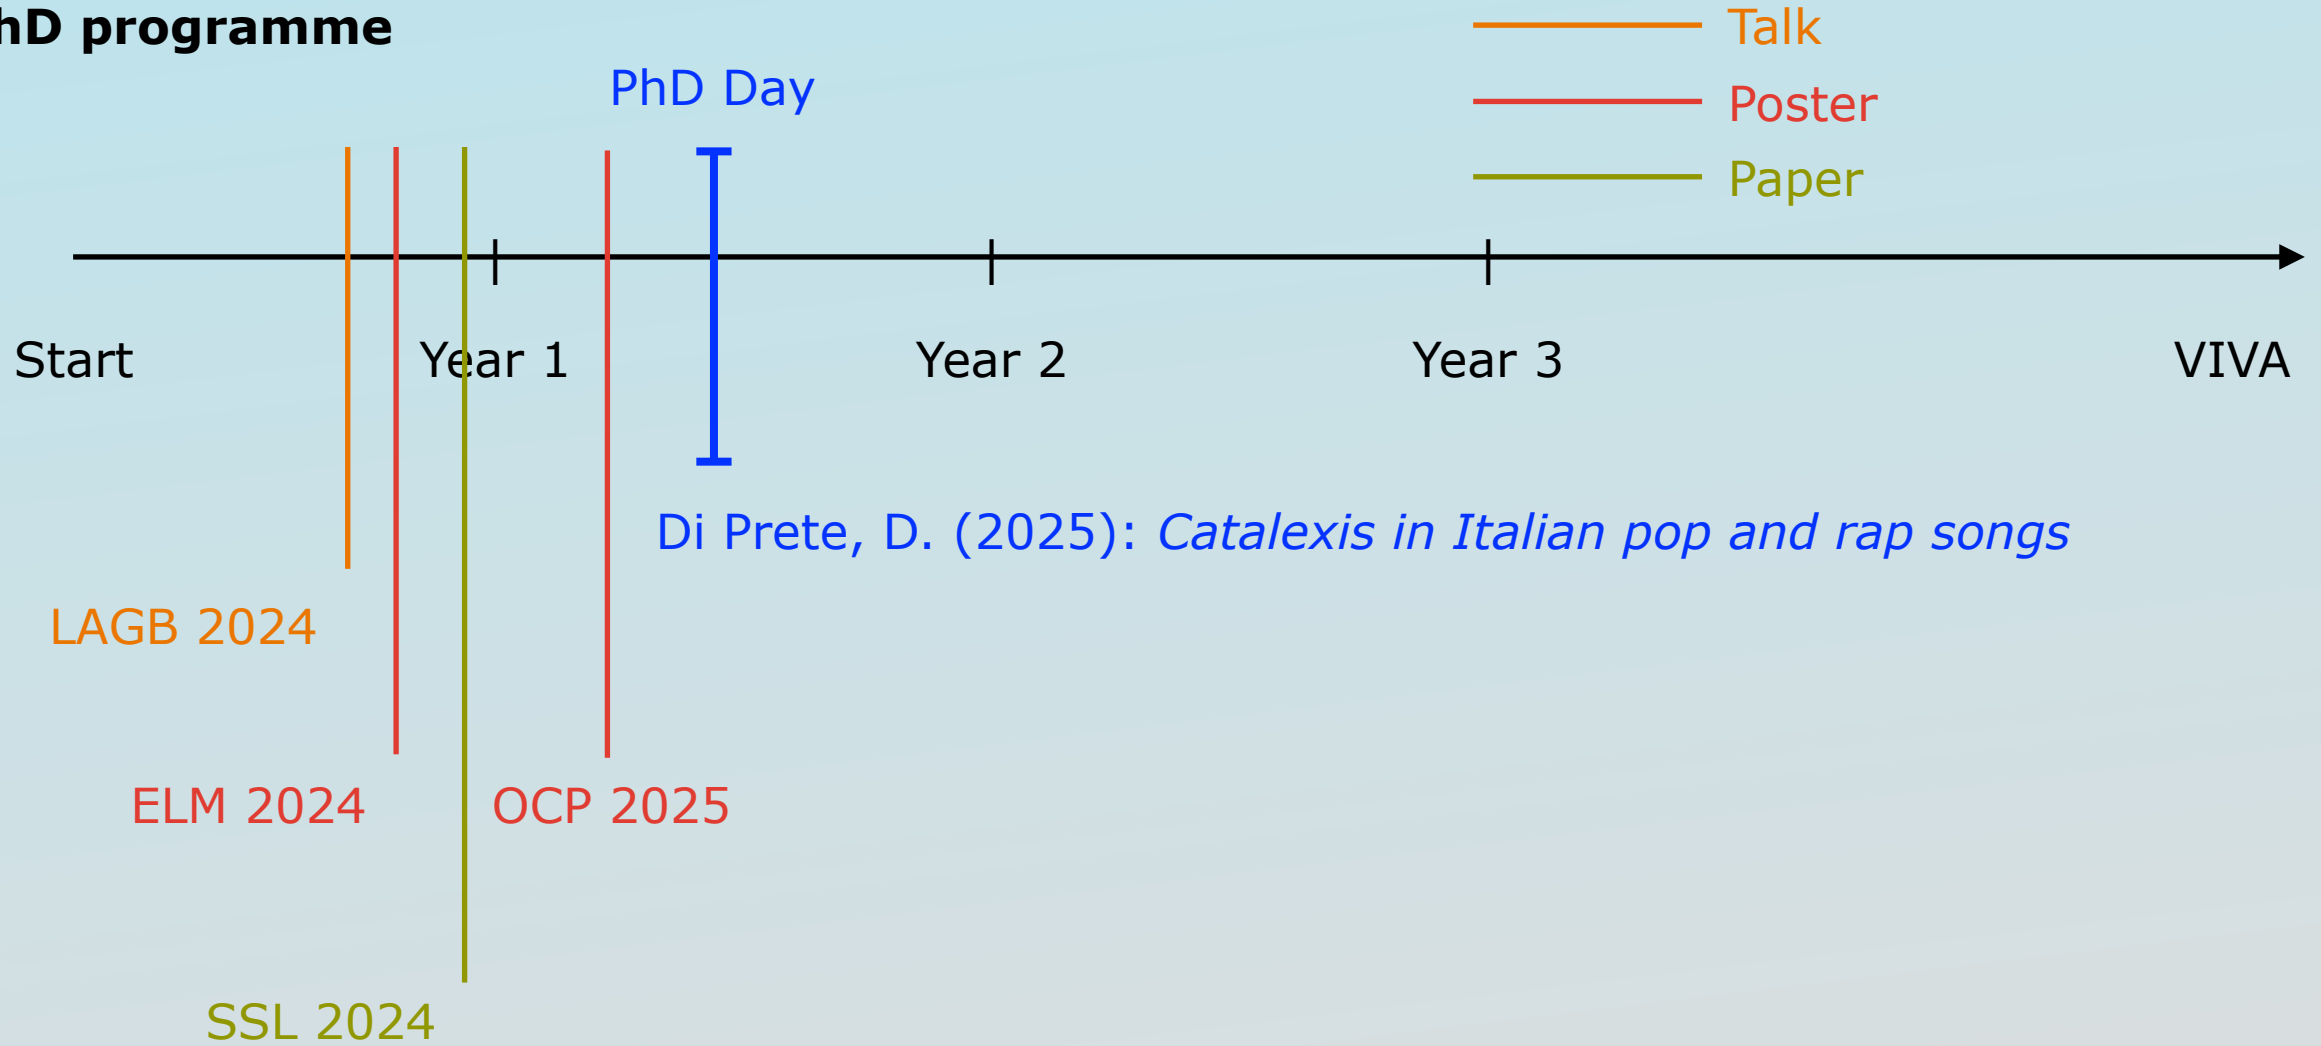 hD programme
Talk
PhD Day
Poster
Paper
Start
Year 1
Year 2
Year 3
VIVA
Di Prete, D. (2025): Catalexis in Italian pop and rap songs
LAGB 2024
ELM 2024
OCP 2025
SSL 2024